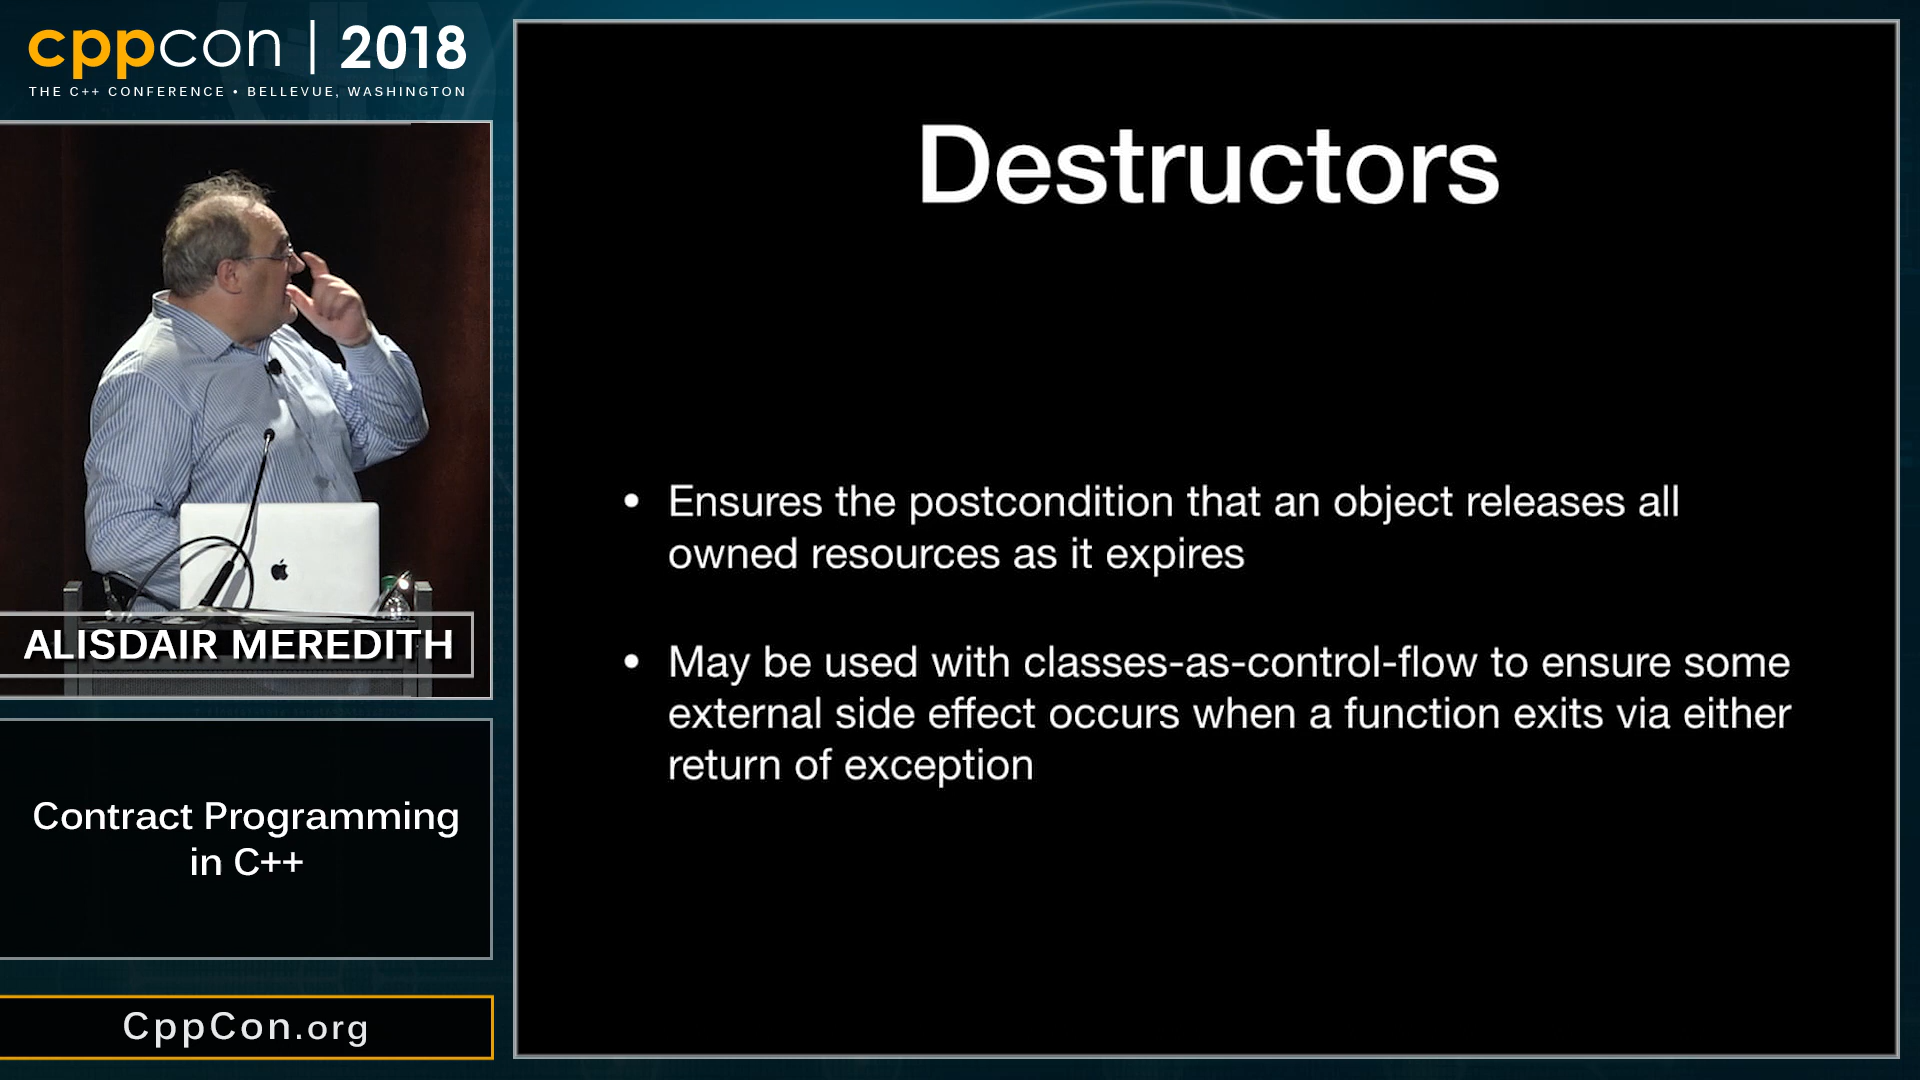 cppcon | 2018
THE C++ CONFERENCE • BELLEVUE, WASHINGTON
ALISDAIR MEREDITH
Contract Programming
in C++
CppCon.org
Destructors
• Ensures the postcondition that an object releases all
owned resources as it expires
• May be used with classes-as-control-flow to ensure some
external side effect occurs when a function exits via either
return of exception